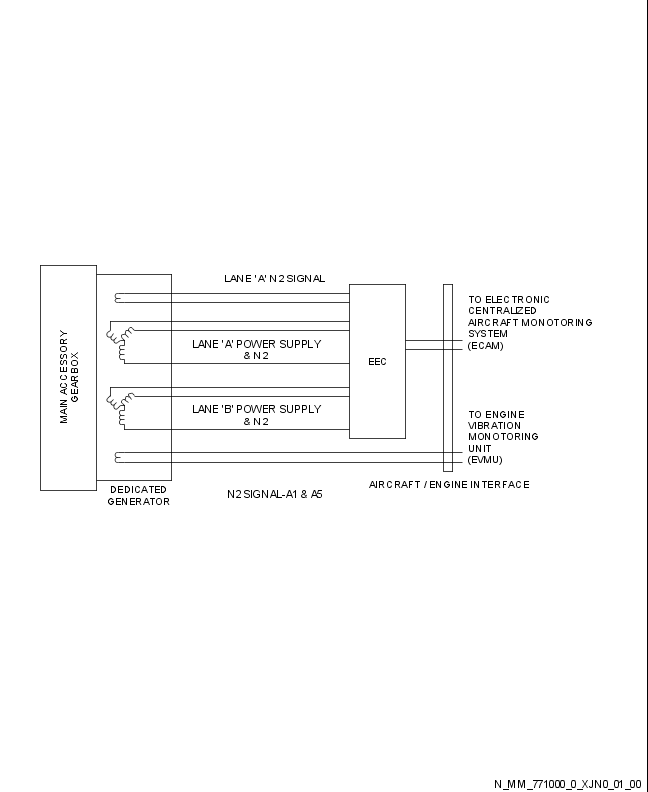 LANE 'A' N2 SIGNAL
MAIN ACCESSORY
GEARBOX
LANE 'A' POWER SUPPLY
& N2
EEC
LANE 'B' POWER SUPPLY
& N2
TO ELECTRONIC
CENTRALIZED
AIRCRAFT MONOTORING
SYSTEM
(ECAM)
TO ENGINE
VIBRATION
MONOTORING
UNIT
(EVMU)
DEDICATED
GENERATOR
N2 SIGNAL-A1 & A5
AIRCRAFT / ENGINE INTERFACE
N_MM_771000_0_XJN0_01_00